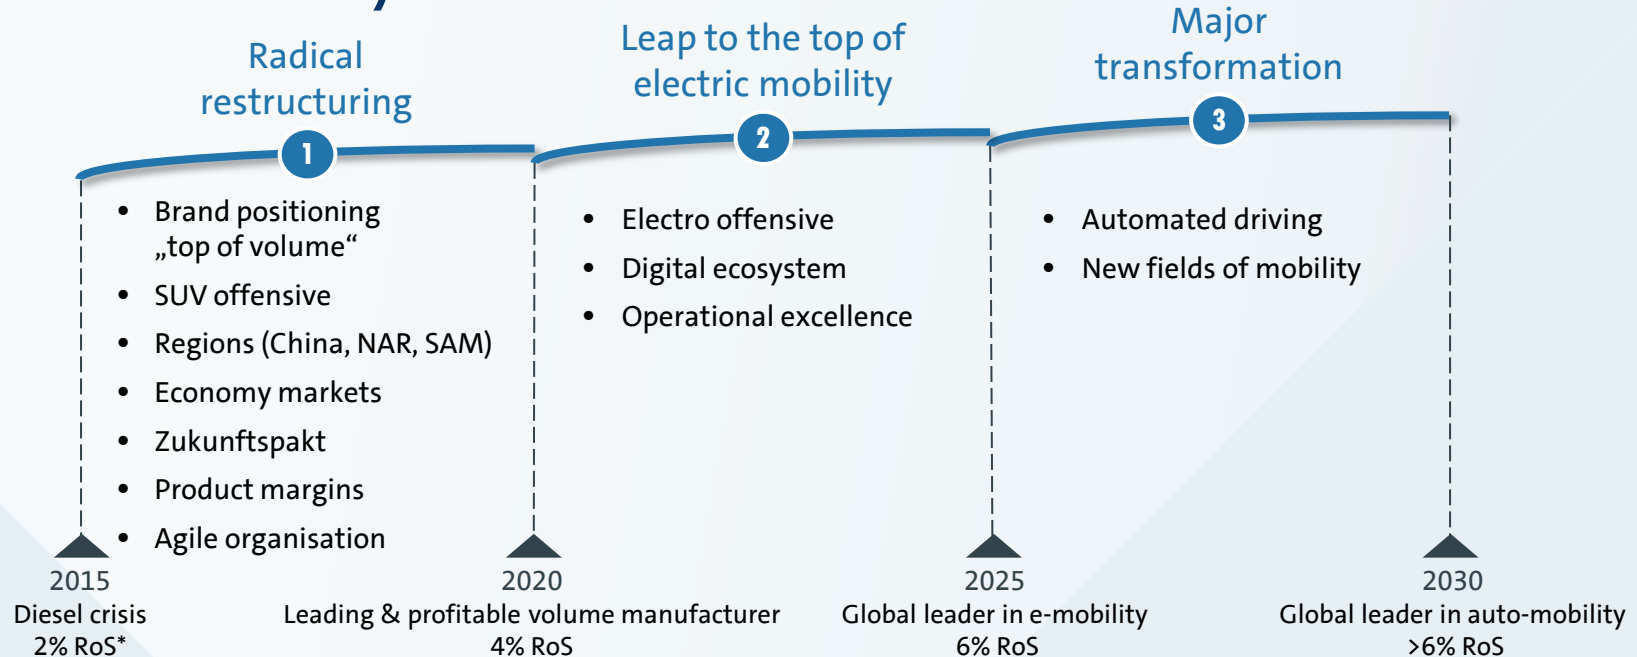 Radical
restructuring
1
• Brand positioning
„top of volume“
• SUV offensive
• Regions (China, NAR, SAM)
• Economy markets
• Zukunftspakt
• Product margins
• Agile organisation
Leap to the top of
electric mobility
2
• Electro offensive
• Digital ecosystem
• Operational excellence
Major
transformation
3
• Automated driving
• New fields of mobility
2015
Diesel crisis
2% RoS*
2020
Leading & profitable volume manufacturer
4% RoS
2025
Global leader in e-mobility
6% RoS
2030
Global leader in auto-mobility
>6% RoS